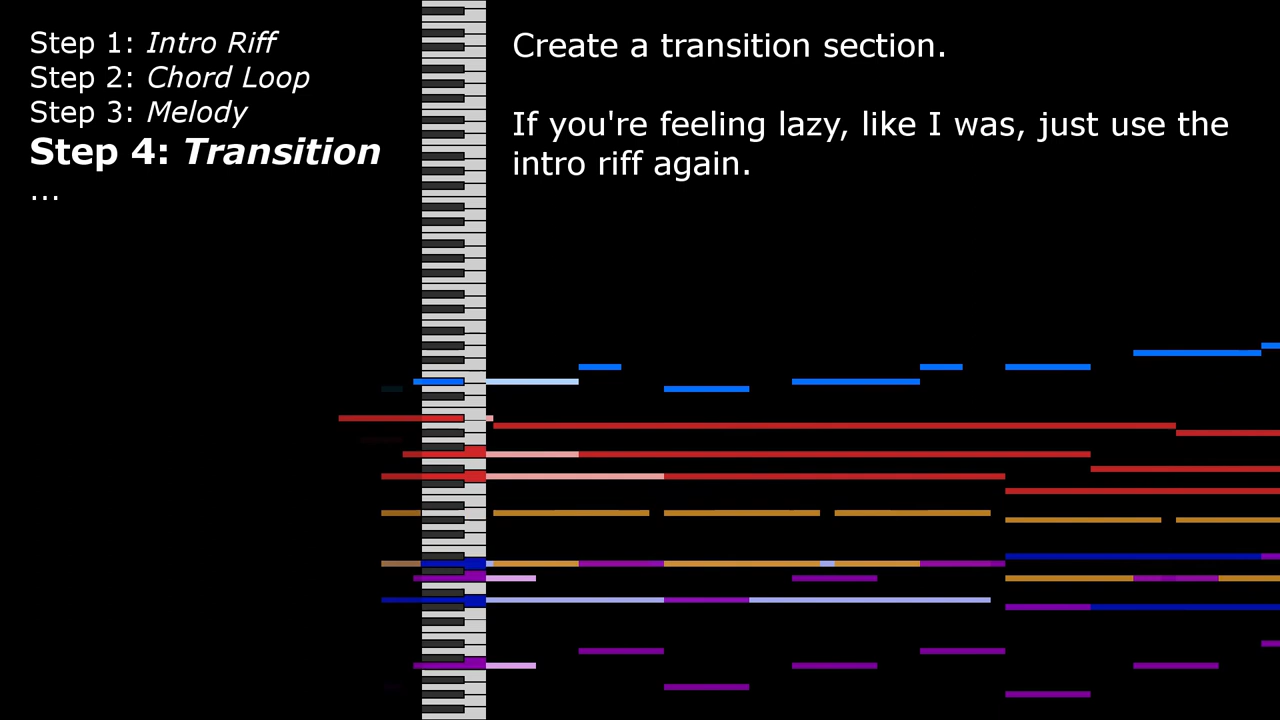 Step 1: Intro Riff
Step 2: Chord Loop
Step 3: Melody
Step 4: Transition
...
Create a transition section.
If you're feeling lazy, like I was, just use the
intro riff again.